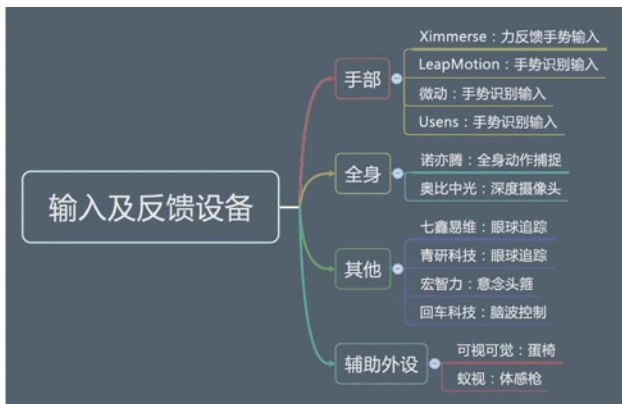 输入及反馈设备
手部
Ximmerse：力反馈手势输入
LeapMotion：手势识别输入
微动：手势识别输入
Usens：手势识别输入
全身
诺亦腾：全身动作捕捉
奥比中光：深度摄像头
其他
七鑫易维：眼球追踪
青研科技：眼球追踪
宏智力：意念头箍
回车科技：脑波控制
辅助外设
可视可觉：蛋椅
蚁视：体感枪